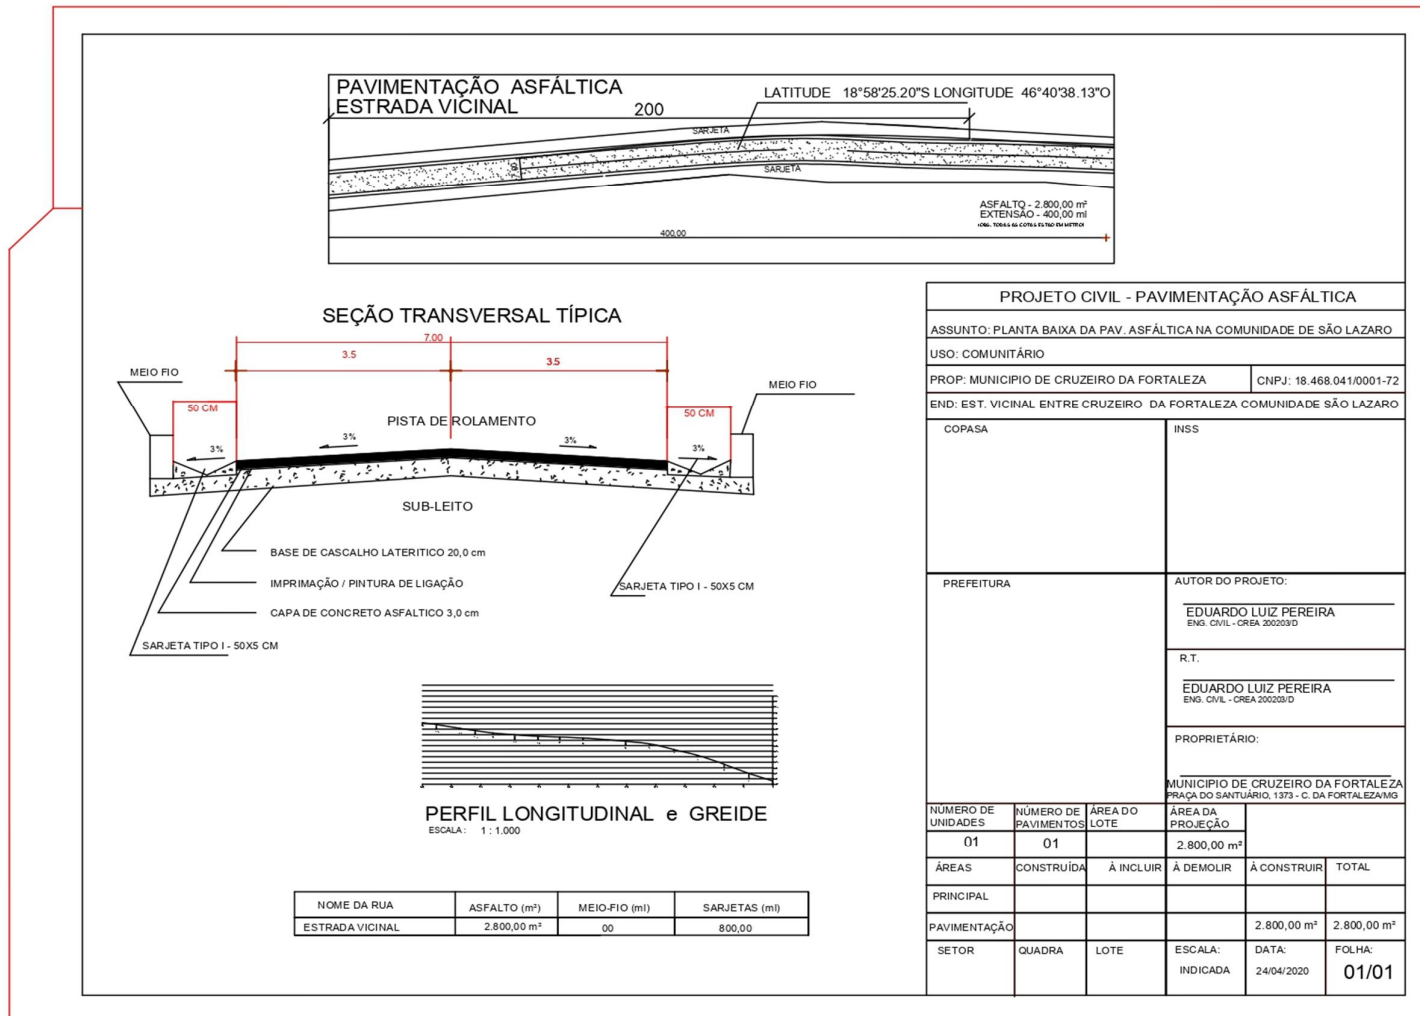 PAVIMENTAÇÃO ASFÁLTICA
ESTRADA VICINAL
200
LATITUDE 18°58'25.20"S LONGITUDE 46°40'38.13"O
SARJETA
SARJETA
ASFALTO - 2.800,00 m²
EXTENSÃO - 400,00 ml
400,00
SEÇÃO TRANSVERSAL TÍPICA
7.00
3.5
3.5
MEIO FIO
MEIO FIO
50 CM
50 CM
PISTA DE ROLAMENTO
3%
3%
3%
3%
SUB-LEITO
BASE DE CASCALHO LATERITICO 20,0 cm
IMPRIMAÇÃO / PINTURA DE LIGAÇÃO
SARJETA TIPO I - 50X5 CM
CAPA DE CONCRETO ASFALTICO 3,0 cm
SARJETA TIPO I - 50X5 CM
PERFIL LONGITUDINAL e GREIDE
ESCALA : 1 : 1.000
NOME DA RUA ASFALTO (m²) MEIO-FIO (ml) SARJETAS (ml)
ESTRADA VICINAL 2.800,00 m² 00 800,00
PROJETO CIVIL - PAVIMENTAÇÃO ASFÁLTICA
ASSUNTO: PLANTA BAIXA DA PAV. ASFÁLTICA NA COMUNIDADE DE SÃO LAZARO
USO: COMUNITÁRIO
PROP: MUNICIPIO DE CRUZEIRO DA FORTALEZA CNPJ: 18.468.041/0001-72
END: EST. VICINAL ENTRE CRUZEIRO DA FORTALEZA COMUNIDADE SÃO LAZARO
COPASA INSS
PREFEITURA
AUTOR DO PROJETO:
EDUARDO LUIZ PEREIRA
ENG. CIVIL - CREA 200203/D
R.T.
EDUARDO LUIZ PEREIRA
ENG. CIVIL - CREA 200203/D
PROPRIETÁRIO:
MUNICIPIO DE CRUZEIRO DA FORTALEZA
PRAÇA DO SANTUÁRIO, 1373 - C. DA FORTALEZA/MG
NÚMERO DE UNIDADES NÚMERO DE PAVIMENTOS ÁREA DO LOTE ÁREA DA PROJEÇÃO
01 01 2.800,00 m²
ÁREAS CONSTRUÍDA À INCLUIR À DEMOLIR À CONSTRUIR TOTAL
PRINCIPAL
PAVIMENTAÇÃO 2.800,00 m² 2.800,00 m²
SETOR QUADRA LOTE ESCALA: DATA: FOLHA:
INDICADA 24/04/2020 01/01